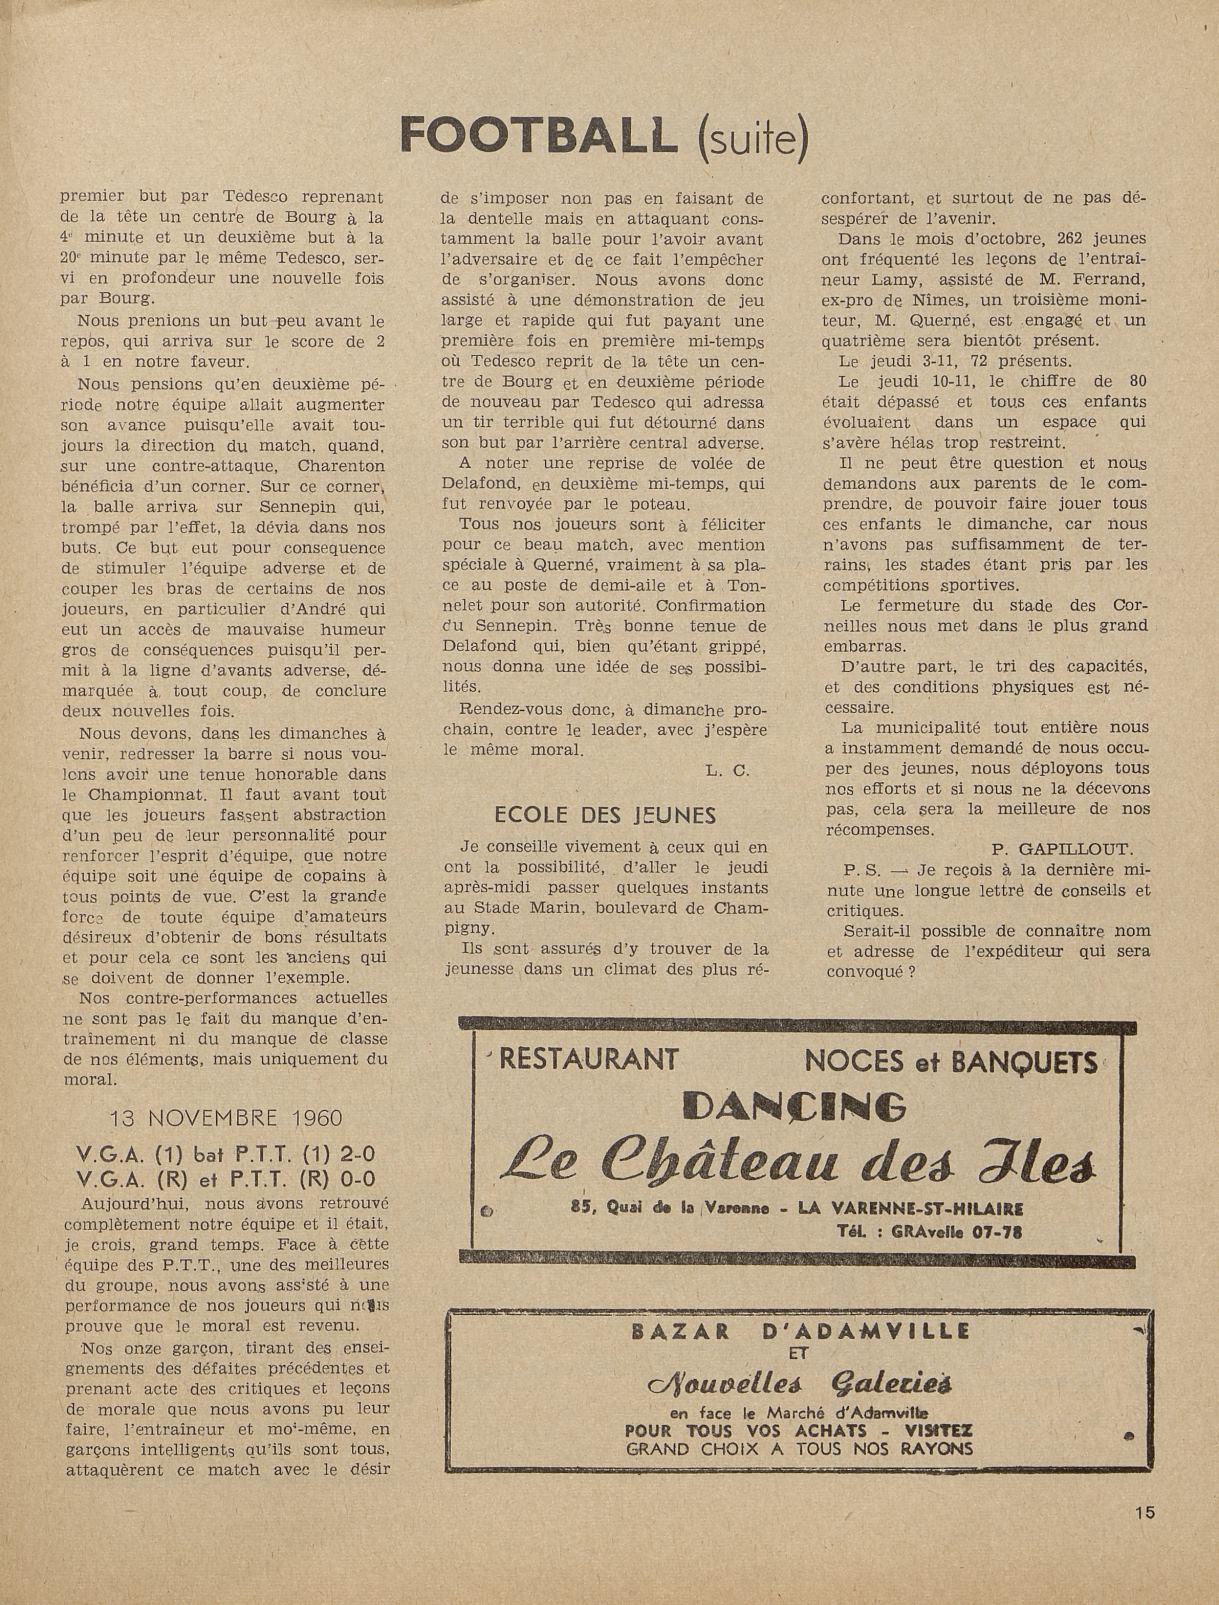 FOOTBALL (suite)
premier but par Tedesco reprenant
de la tête un centre de Bourg à la
4e minute et un deuxième but à la
20e minute par le même Tedesco, ser-
vi en profondeur une nouvelle fois
par Bourg.
Nous prenions un but peu avant le
repos, qui arriva sur le score de 2
à 1 en notre faveur.
Nous pensions qu'en deuxième pé-
riode notre équipe allait augmenter
son avance puisqu'elle avait tou-
jours la direction du match, quand,
sur une contre-attaque, Charenton
bénéficia d'un corner. Sur ce corner,
la balle arriva sur Sennepin qui,
trompé par l'effet, la dévia dans nos
buts. Ce but eut pour consequence
de stimuler l'équipe adverse et de
couper les bras de certains de nos
joueurs, en particulier d'André qui
eut un accès de mauvaise humeur
gros de conséquences puisqu'il per-
mit à la ligne d'avants adverse, dé-
marquée à tout coup, de conclure
deux nouvelles fois.
Nous devons, dans les dimanches à
venir, redresser la barre si nous vou-
lons avoir une tenue honorable dans
le Championnat. Il faut avant tout
que les joueurs fassent abstraction
d'un peu de leur personnalité pour
renforcer l'esprit d'équipe, que notre
équipe soit une équipe de copains à
tous points de vue. C'est la grande
force de toute équipe d'amateurs
désireux d'obtenir de bons résultats
et pour cela ce sont les anciens qui
se doivent de donner l'exemple.
Nos contre-performances actuelles
ne sont pas le fait du manque d'en-
traînement ni du manque de classe
de nos éléments, mais uniquement du
moral.
13 NOVEMBRE 1960
V.G.A. (1) bat P.T.T. (1) 2-0
V.G.A. (R) et P.T.T. (R) 0-0
Aujourd'hui, nous avons retrouvé
complètement notre équipe et il était,
je crois, grand temps. Face à cette
équipe des P.T.T., une des meilleures
du groupe, nous avons assisté à une
performance de nos joueurs qui nous
prouve que le moral est revenu.
Nos onze garçon, tirant des ensei-
gnements des défaites précédentes et
prenant acte des critiques et leçons
de morale que nous avons pu leur
faire, l'entraîneur et moi-même, en
garçons intelligents qu'ils sont tous,
attaquèrent ce match avec le désir
de s'imposer non pas en faisant de
la dentelle mais en attaquant cons-
tamment la balle pour l'avoir avant
l'adversaire et de ce fait l'empêcher
de s'organiser. Nous avons donc
assisté à une démonstration de jeu
large et rapide qui fut payant une
première fois en première mi-temps
où Tedesco reprit de la tête un cen-
tre de Bourg et en deuxième période
de nouveau par Tedesco qui adressa
un tir terrible qui fut détourné dans
son but par l'arrière central adverse.
A noter une reprise de volée de
Delafond, en deuxième mi-temps, qui
fut renvoyée par le poteau.
Tous nos joueurs sont à féliciter
pour ce beau match, avec mention
spéciale à Querné, vraiment à sa pla-
ce au poste de demi-aile et à Ton-
nelet pour son autorité. Confirmation
du Sennepin. Très bonne tenue de
Delafond qui, bien qu'étant grippé,
nous donna une idée de ses possibi-
lités.
Rendez-vous donc, à dimanche pro-
chain, contre le leader, avec j'espère
le même moral.
L. C.
ECOLE DES JEUNES
Je conseille vivement à ceux qui en
ont la possibilité, d'aller le jeudi
après-midi passer quelques instants
au Stade Marin, boulevard de Cham-
pigny.
Ils sont assurés d'y trouver de la
jeunesse dans un climat des plus ré-
confortant, et surtout de ne pas dé-
sespérer de l'avenir.
Dans le mois d'octobre, 262 jeunes
ont fréquenté les leçons de l'entrai-
neur Lamy, assisté de M. Ferrand,
ex-pro de Nimes, un troisième moni-
teur, M. Querné, est engagé et un
quatrième sera bientôt présent.
Le jeudi 3-11, 72 présents.
Le jeudi 10-11, le chiffre de 80
était dépassé et tous ces enfants
évoluaient dans un espace qui
s'avère hélas trop restreint.
Il ne peut être question et nous
demandons aux parents de le com-
prendre, de pouvoir faire jouer tous
ces enfants le dimanche, car nous
n'avons pas suffisamment de ter-
rains, les stades étant pris par les
compétitions sportives.
Le fermeture du stade des Cor-
neilles nous met dans le plus grand
embarras.
D'autre part, le tri des capacités,
et des conditions physiques est né-
cessaire.
La municipalité tout entière nous
a instamment demandé de nous occu-
per des jeunes, nous déployons tous
nos efforts et si nous ne la décevons
pas, cela sera la meilleure de nos
récompenses.
P. GAPILLOUT.
P. S. — Je reçois à la dernière mi-
nute une longue lettre de conseils et
critiques.
Serait-il possible de connaître nom
et adresse de l'expéditeur qui sera
convoqué ?
RESTAURANT NOCES et BANQUETS
DANCING
Le Château des Iles
85, Quai de la Varenne - LA VARENNE-ST-HILAIRE
Tél. : GRAvelle 07-78
BAZAR D'ADAMVILLE
ET
Nouvelles Galeries
en face le Marché d'Adamville
POUR TOUS VOS ACHATS - VISITEZ
GRAND CHOIX A TOUS NOS RAYONS
15